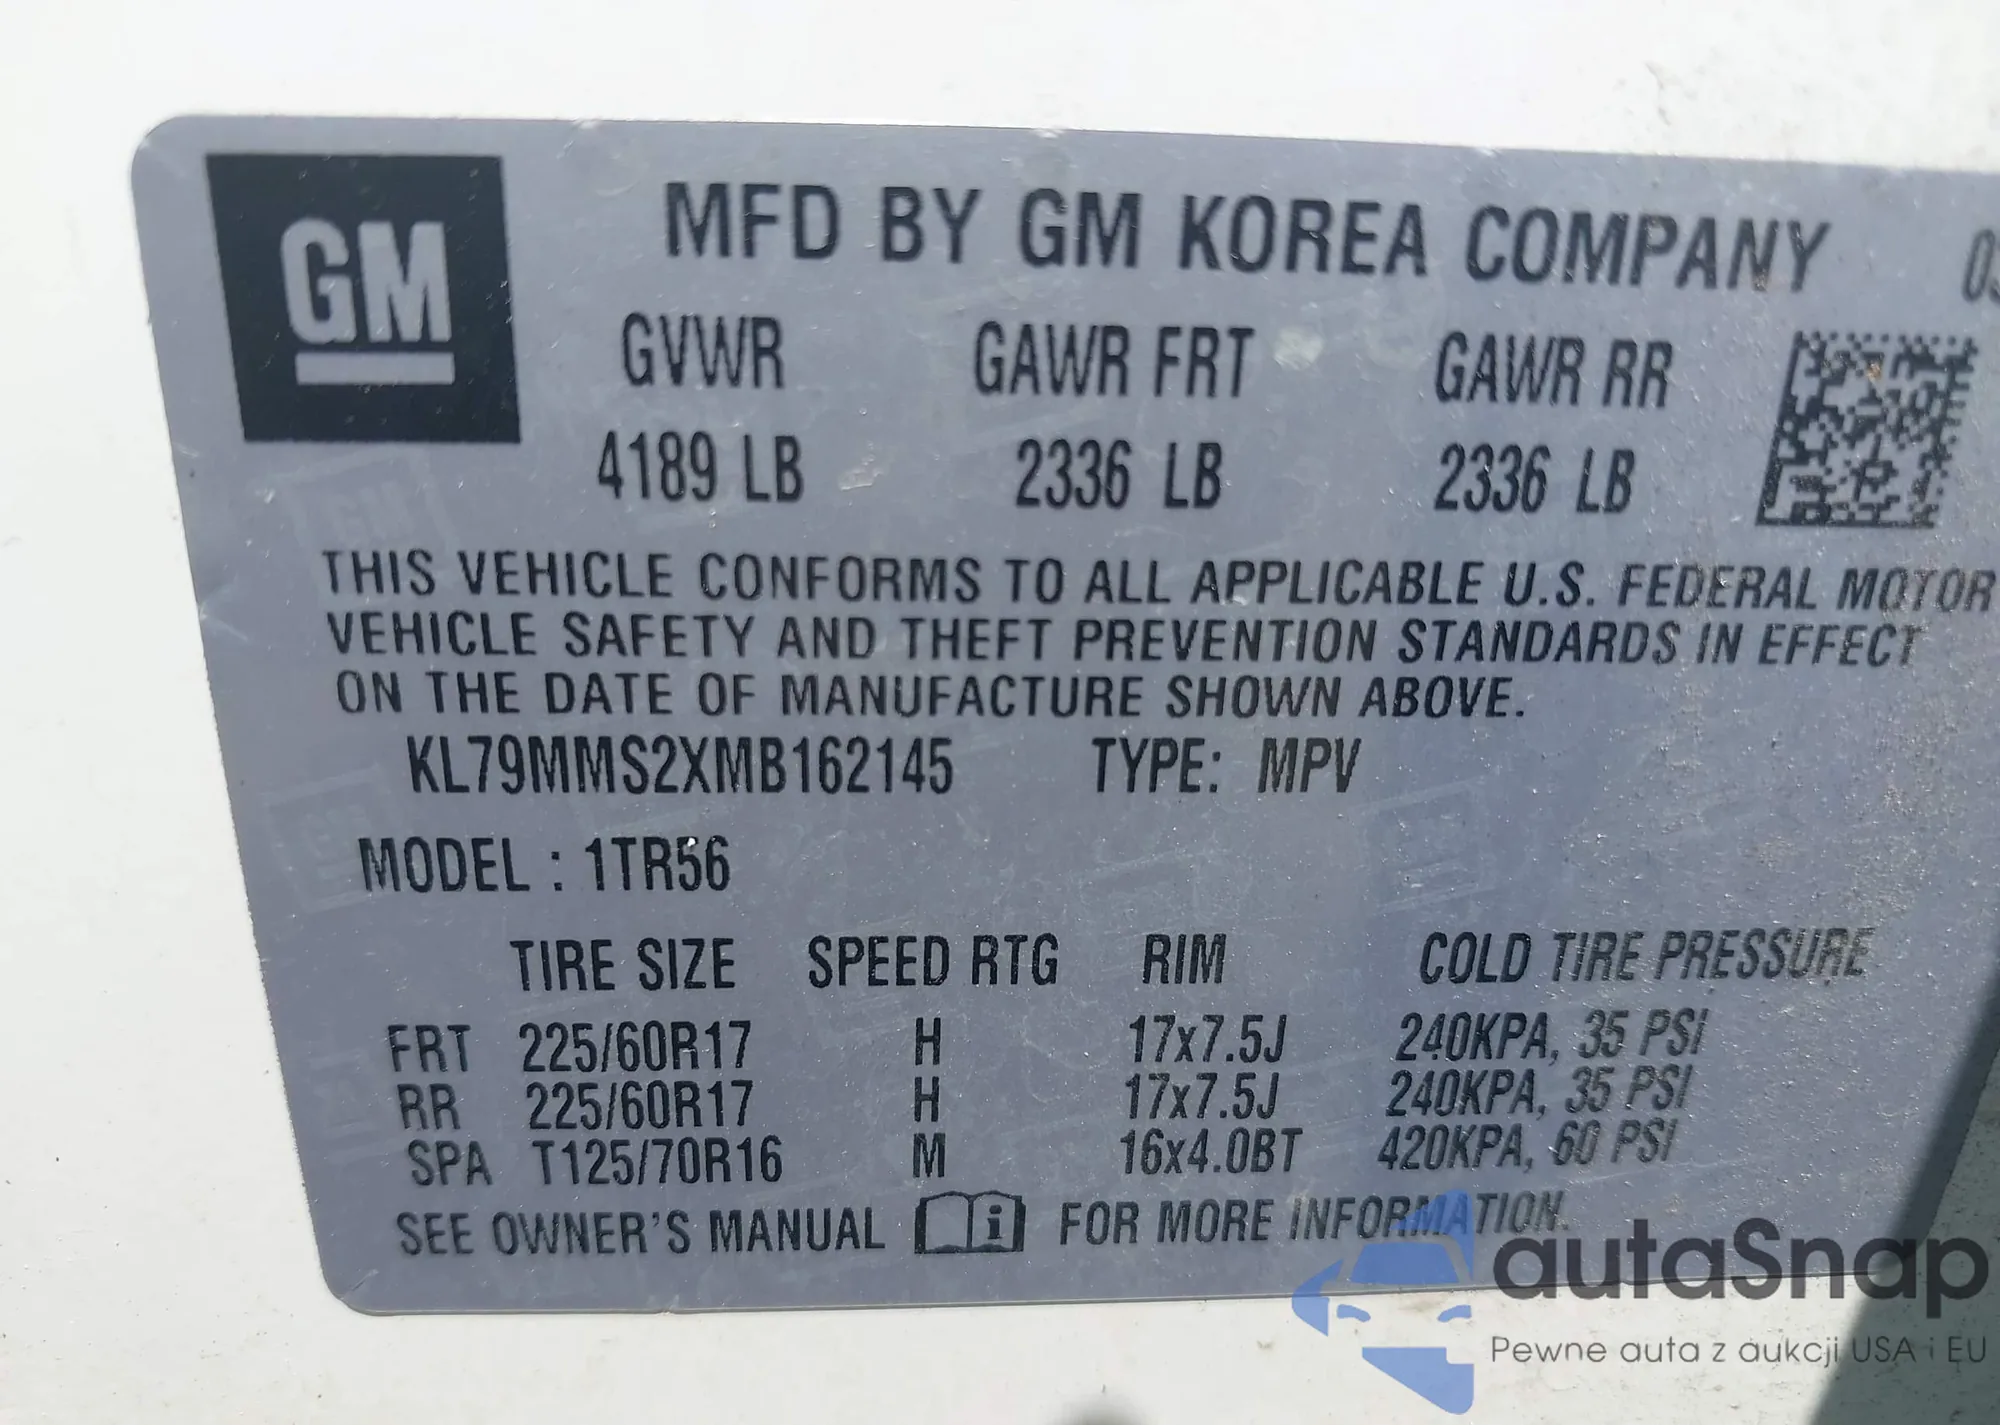 GM
MFD BY GM KOREA COMPANY
GVWR GAWR FRT GAWR RR
4189 LB 2336 LB 2336 LB
THIS VEHICLE CONFORMS TO ALL APPLICABLE U.S. FEDERAL MOTOR
VEHICLE SAFETY AND THEFT PREVENTION STANDARDS IN EFFECT
ON THE DATE OF MANUFACTURE SHOWN ABOVE.
KL79MMS2XMB162145 TYPE: MPV
MODEL : 1TR56
TIRE SIZE SPEED RTG RIM COLD TIRE PRESSURE
FRT 225/60R17 H 17x7.5J 240KPA, 35 PSI
RR 225/60R17 H 17x7.5J 240KPA, 35 PSI
SPA T125/70R16 M 16x4.0BT 420KPA, 60 PSI
SEE OWNER'S MANUAL i FOR MORE INFORMATION.
autaSnap
Pewne auta z aukcji USA i EU